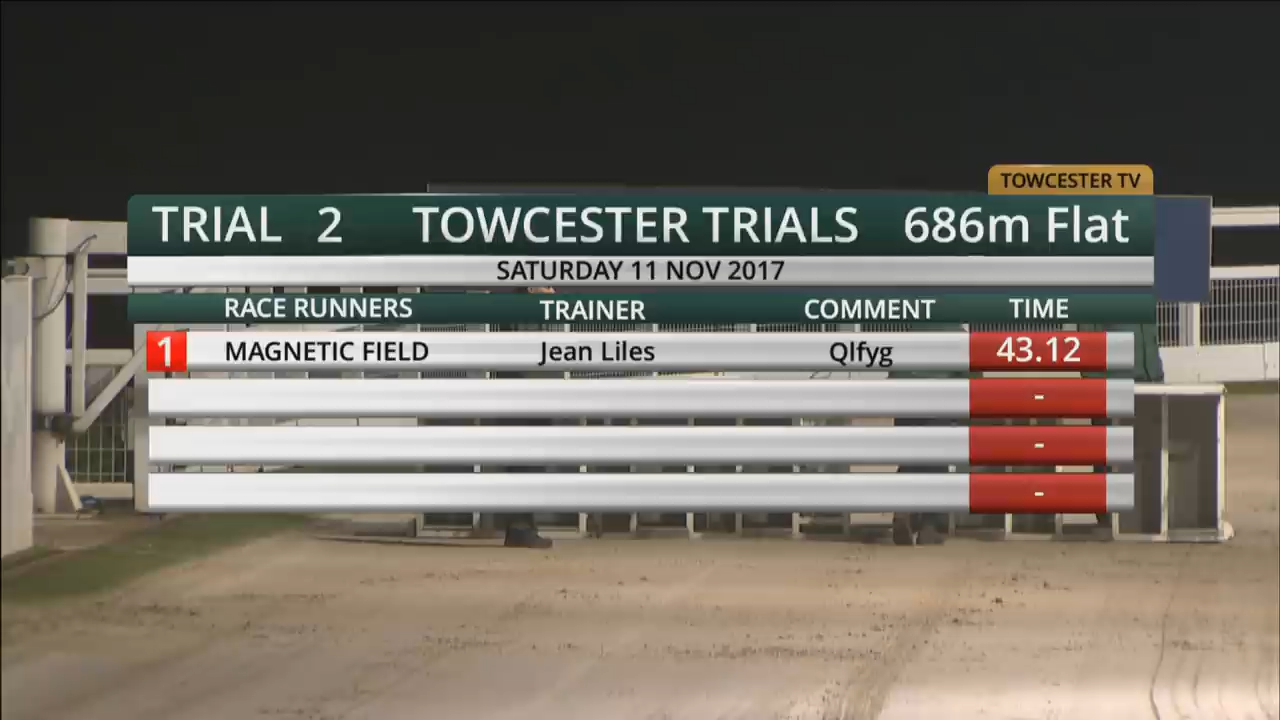 TOWCESTER TV
TRIAL 2 TOWCESTER TRIALS 686m Flat
SATURDAY 11 NOV 2017
RACE RUNNERS TRAINER COMMENT TIME
1 MAGNETIC FIELD Jean Liles Qlfyg 43.12
-
-
-